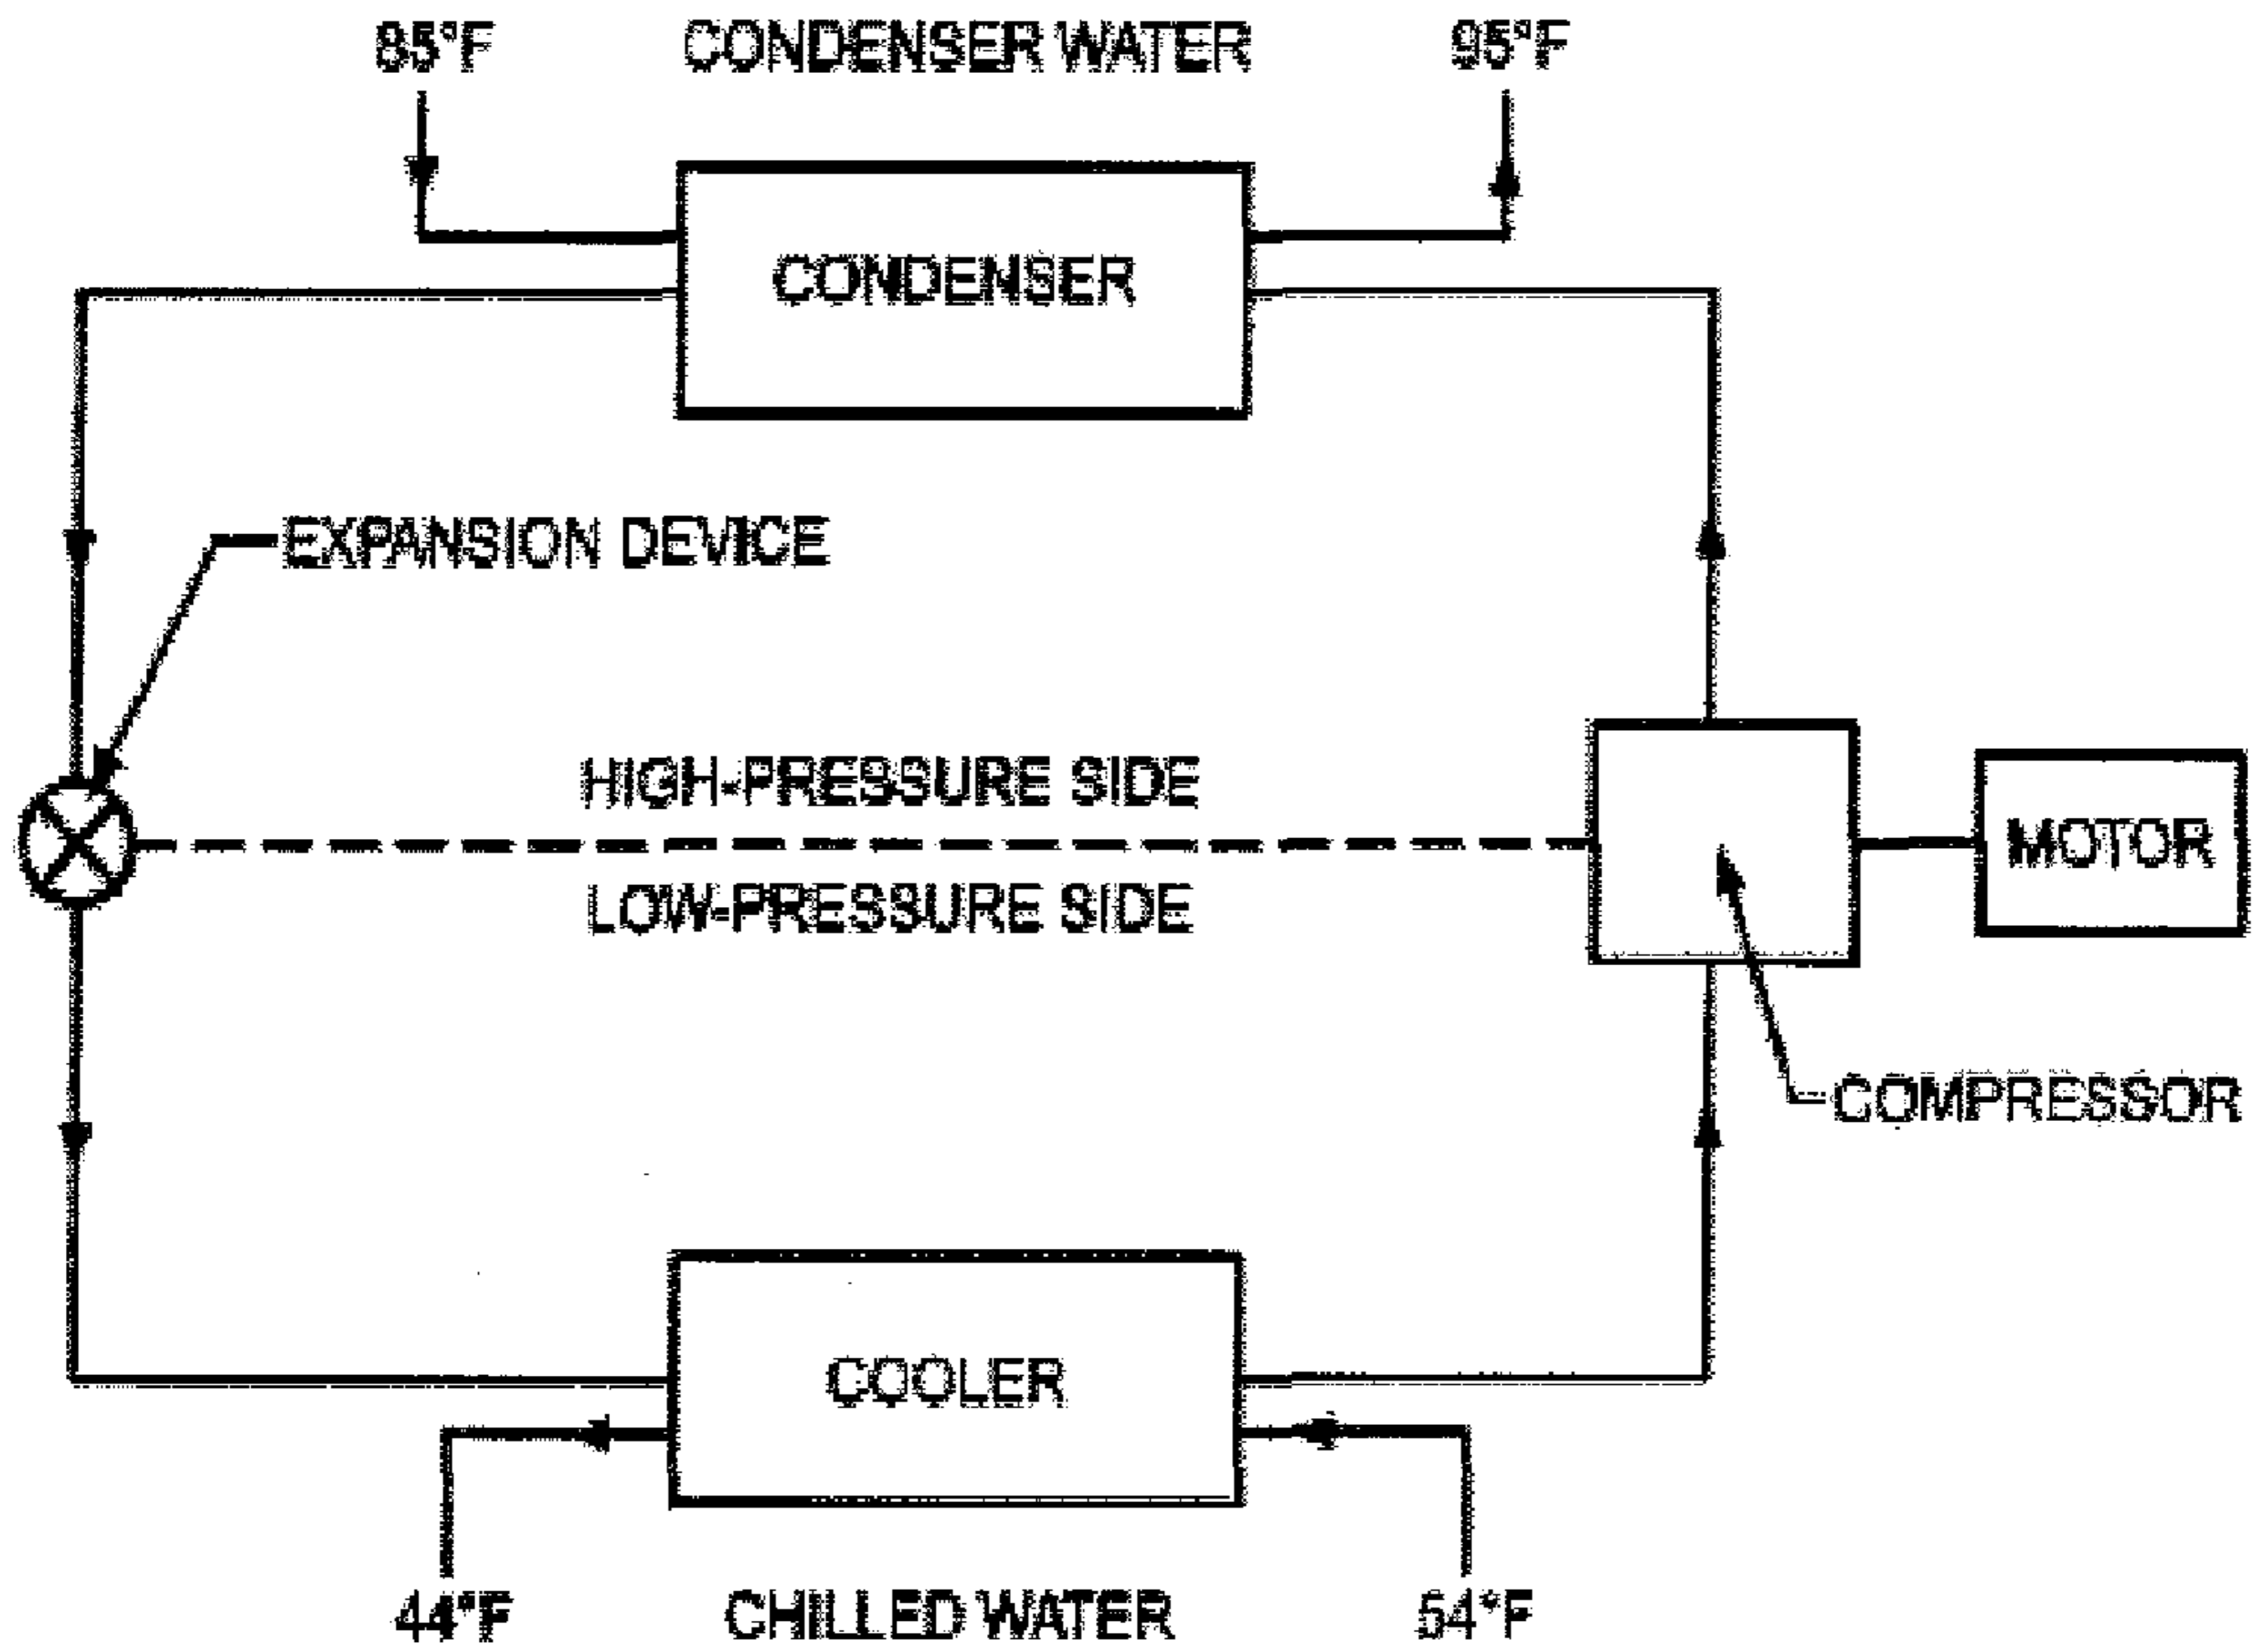 85°F
CONDENSER WATER
95°F
CONDENSER
EXPANSION DEVICE
HIGH-PRESSURE SIDE
LOW-PRESSURE SIDE
MOTOR
COMPRESSOR
COOLER
44°F
CHILLED WATER
54°F